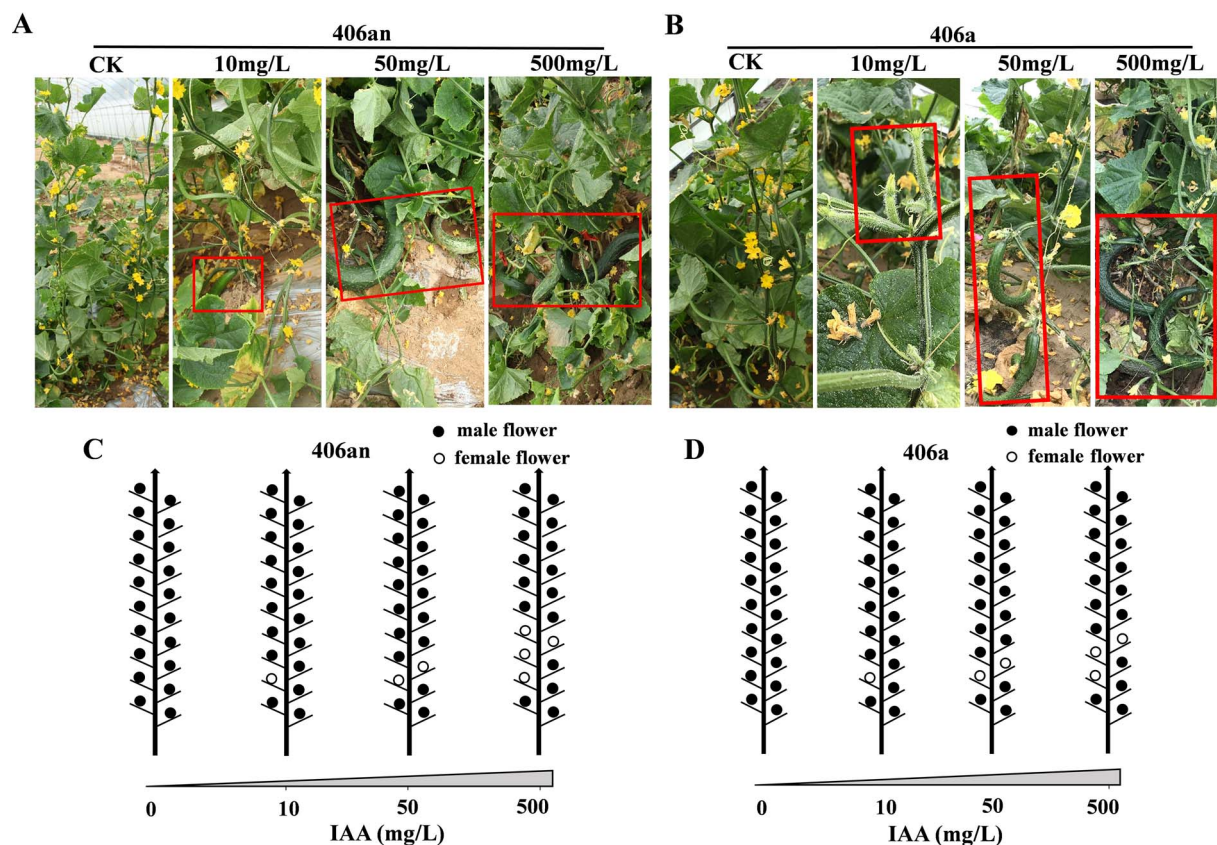 A
406an
CK 10mg/L 50mg/L 500mg/L
B
406a
CK 10mg/L 50mg/L 500mg/L
C
406an
male flower
female flower
0 10 50 500
IAA (mg/L)
D
406a
male flower
female flower
0 10 50 500
IAA (mg/L)